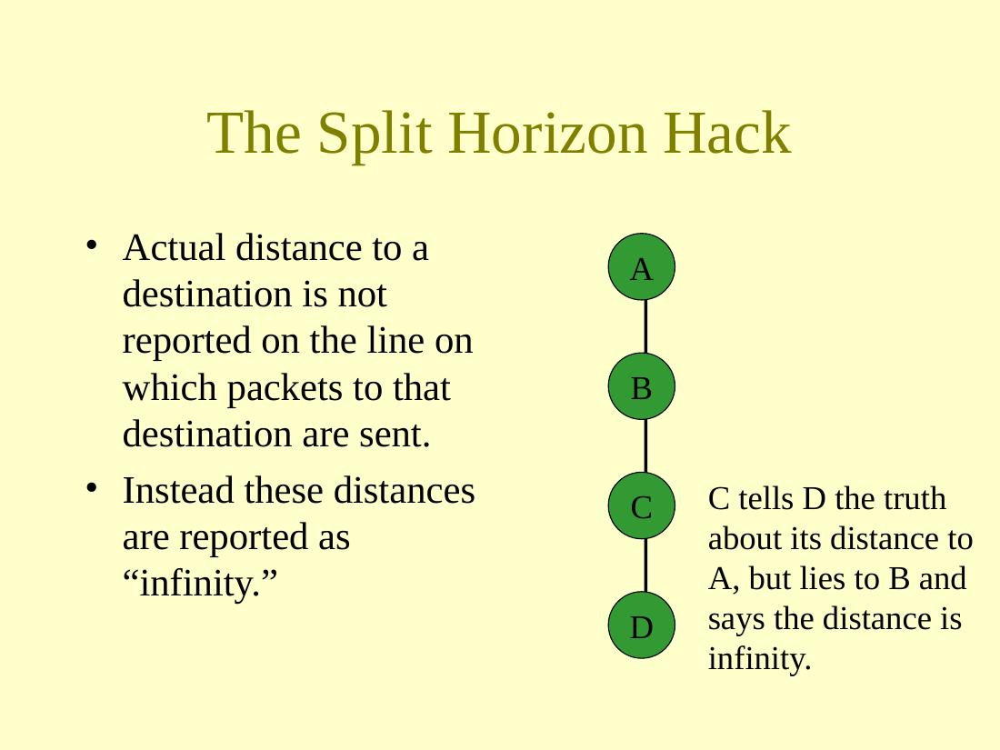 The Split Horizon Hack
• Actual distance to a
destination is not
reported on the line on
which packets to that
destination are sent.
• Instead these distances
are reported as
“infinity.”
A
B
C
D
C tells D the truth
about its distance to
A, but lies to B and
says the distance is
infinity.